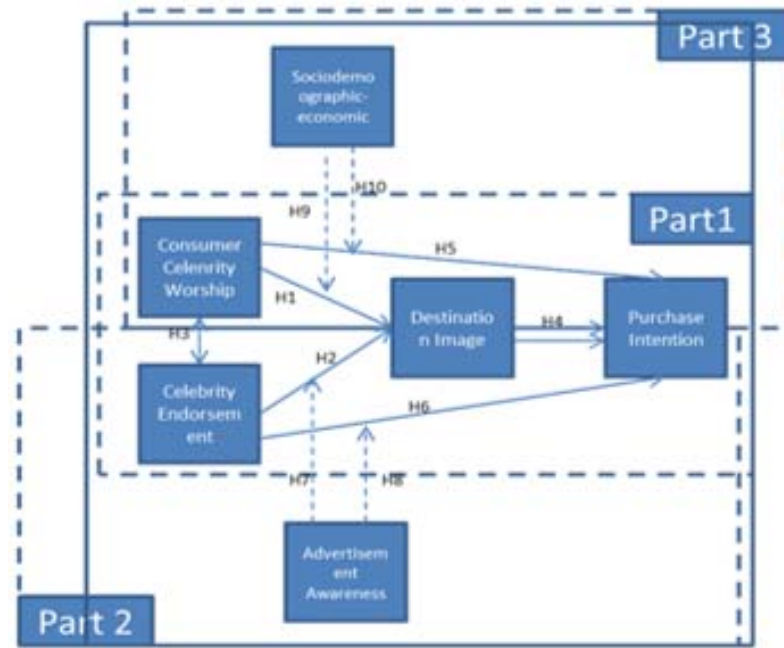 Part 3
Sociodemo
ographic-
economic
H10
H9
Part1
Consumer
Celenrity
Worship
H5
H1
Destinatio
n Image
H4
Purchase
Intention
H3
H2
Celebrity
Endorsem
ent
H6
H7
H8
Advertisem
ent
Awareness
Part 2